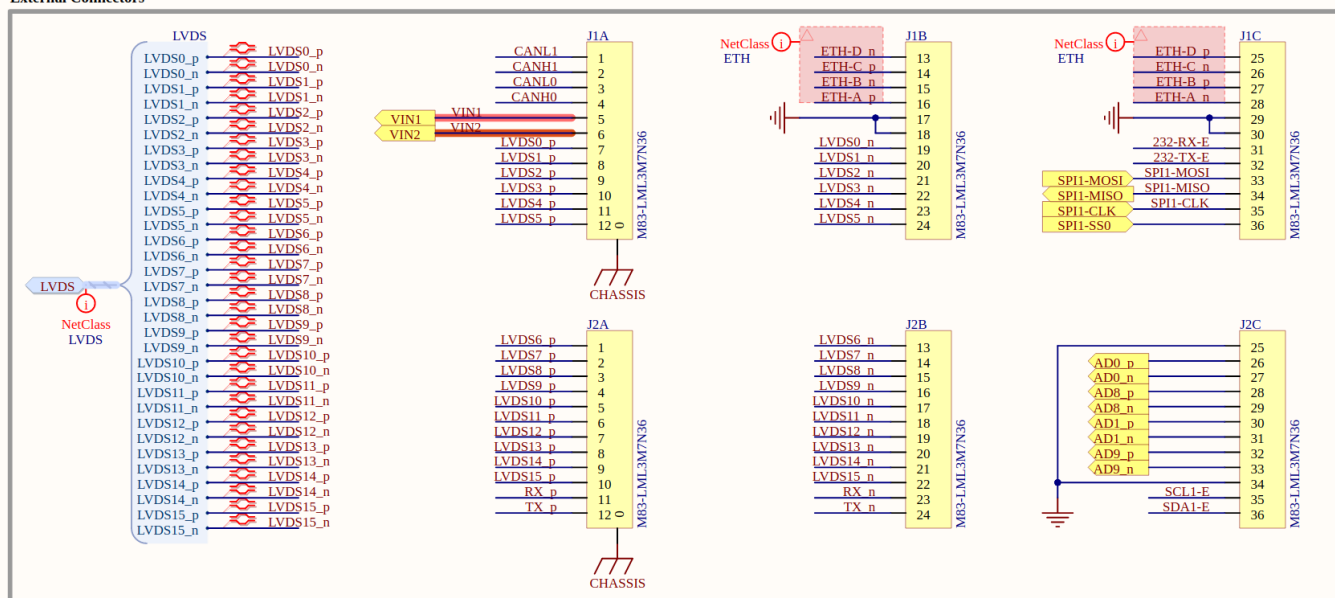 External Connectors
LVDS
LVDS0_p LVDS0_p
LVDS0_n LVDS0_n
LVDS1_p LVDS1_p
LVDS1_n LVDS1_n
LVDS2_p LVDS2_p
LVDS2_n LVDS2_n
LVDS3_p LVDS3_p
LVDS3_n LVDS3_n
LVDS4_p LVDS4_p
LVDS4_n LVDS4_n
LVDS5_p LVDS5_p
LVDS5_n LVDS5_n
LVDS6_p LVDS6_p
LVDS6_n LVDS6_n
LVDS7_p LVDS7_p
LVDS7_n LVDS7_n
LVDS8_p LVDS8_p
LVDS8_n LVDS8_n
LVDS9_p LVDS9_p
LVDS9_n LVDS9_n
LVDS10_p LVDS10_p
LVDS10_n LVDS10_n
LVDS11_p LVDS11_p
LVDS11_n LVDS11_n
LVDS12_p LVDS12_p
LVDS12_n LVDS12_n
LVDS13_p LVDS13_p
LVDS13_n LVDS13_n
LVDS14_p LVDS14_p
LVDS14_n LVDS14_n
LVDS15_p LVDS15_p
LVDS15_n LVDS15_n
LVDS
i
NetClass
LVDS
J1A
CANL1 1
CANH1 2
CANL0 3
CANH0 4
VIN1 VIN1 5
VIN2 VIN2 6
LVDS0_p 7
LVDS1_p 8
LVDS2_p 9
LVDS3_p 10
LVDS4_p 11
LVDS5_p 12 0
M83-LML3M7N36
CHASSIS
J1B
NetClass i
ETH
ETH-D_n 13
ETH-C_p 14
ETH-B_n 15
ETH-A_p 16
17
18
LVDS0_n 19
LVDS1_n 20
LVDS2_n 21
LVDS3_n 22
LVDS4_n 23
LVDS5_n 24
M83-LML3M7N36
J1C
NetClass i
ETH
ETH-D_p 25
ETH-C_n 26
ETH-B_p 27
ETH-A_n 28
29
30
232-RX-E 31
232-TX-E 32
SPI1-MOSI SPI1-MOSI 33
SPI1-MISO SPI1-MISO 34
SPI1-CLK SPI1-CLK 35
SPI1-SS0 36
M83-LML3M7N36
J2A
LVDS6_p 1
LVDS7_p 2
LVDS8_p 3
LVDS9_p 4
LVDS10_p 5
LVDS11_p 6
LVDS12_p 7
LVDS13_p 8
LVDS14_p 9
LVDS15_p 10
RX_p 11
TX_p 12 0
M83-LML3M7N36
CHASSIS
J2B
LVDS6_n 13
LVDS7_n 14
LVDS8_n 15
LVDS9_n 16
LVDS10_n 17
LVDS11_n 18
LVDS12_n 19
LVDS13_n 20
LVDS14_n 21
LVDS15_n 22
RX_n 23
TX_n 24
M83-LML3M7N36
J2C
25
AD0_p 26
AD0_n 27
AD8_p 28
AD8_n 29
AD1_p 30
AD1_n 31
AD9_p 32
AD9_n 33
34
SCL1-E 35
SDA1-E 36
M83-LML3M7N36